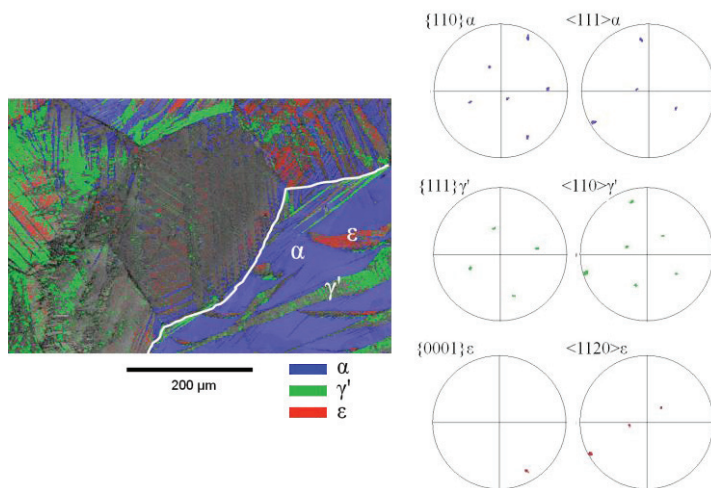 {110}α
<111>α
ε
α
γ'
{111}γ'
<110>γ'
200 μm
α
γ'
ε
{0001}ε
<1120>ε